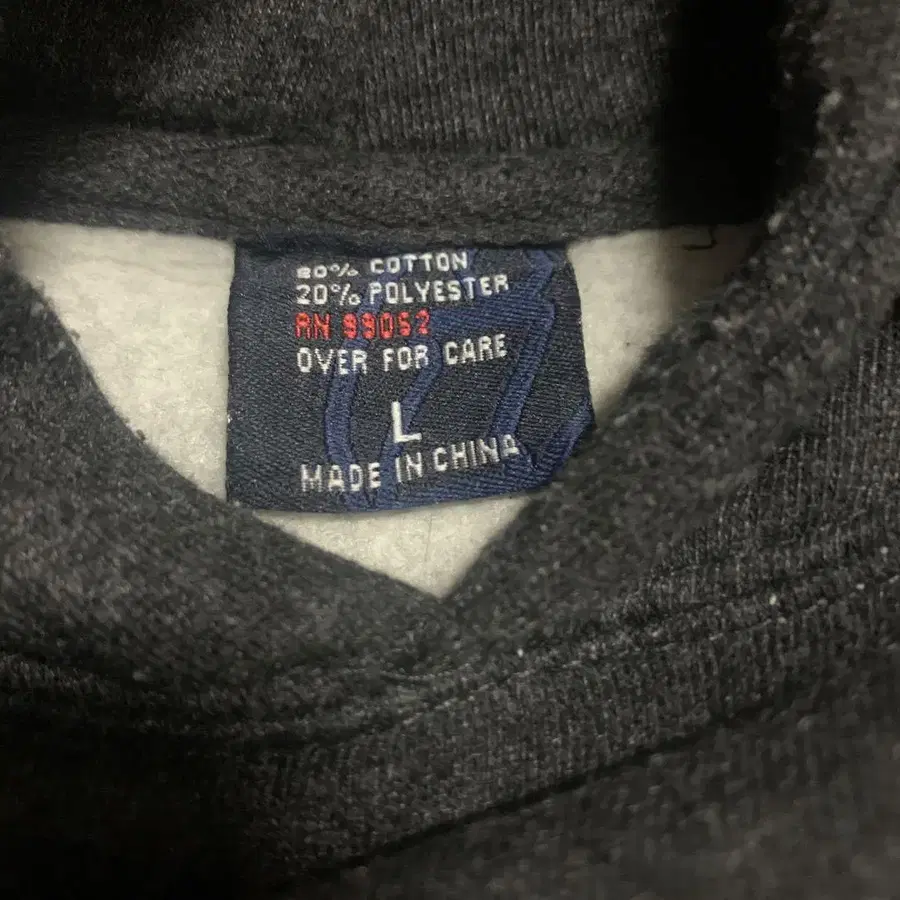 80% COTTON
20% POLYESTER
RN 99052
OVER FOR CARE
L
MADE IN CHINA